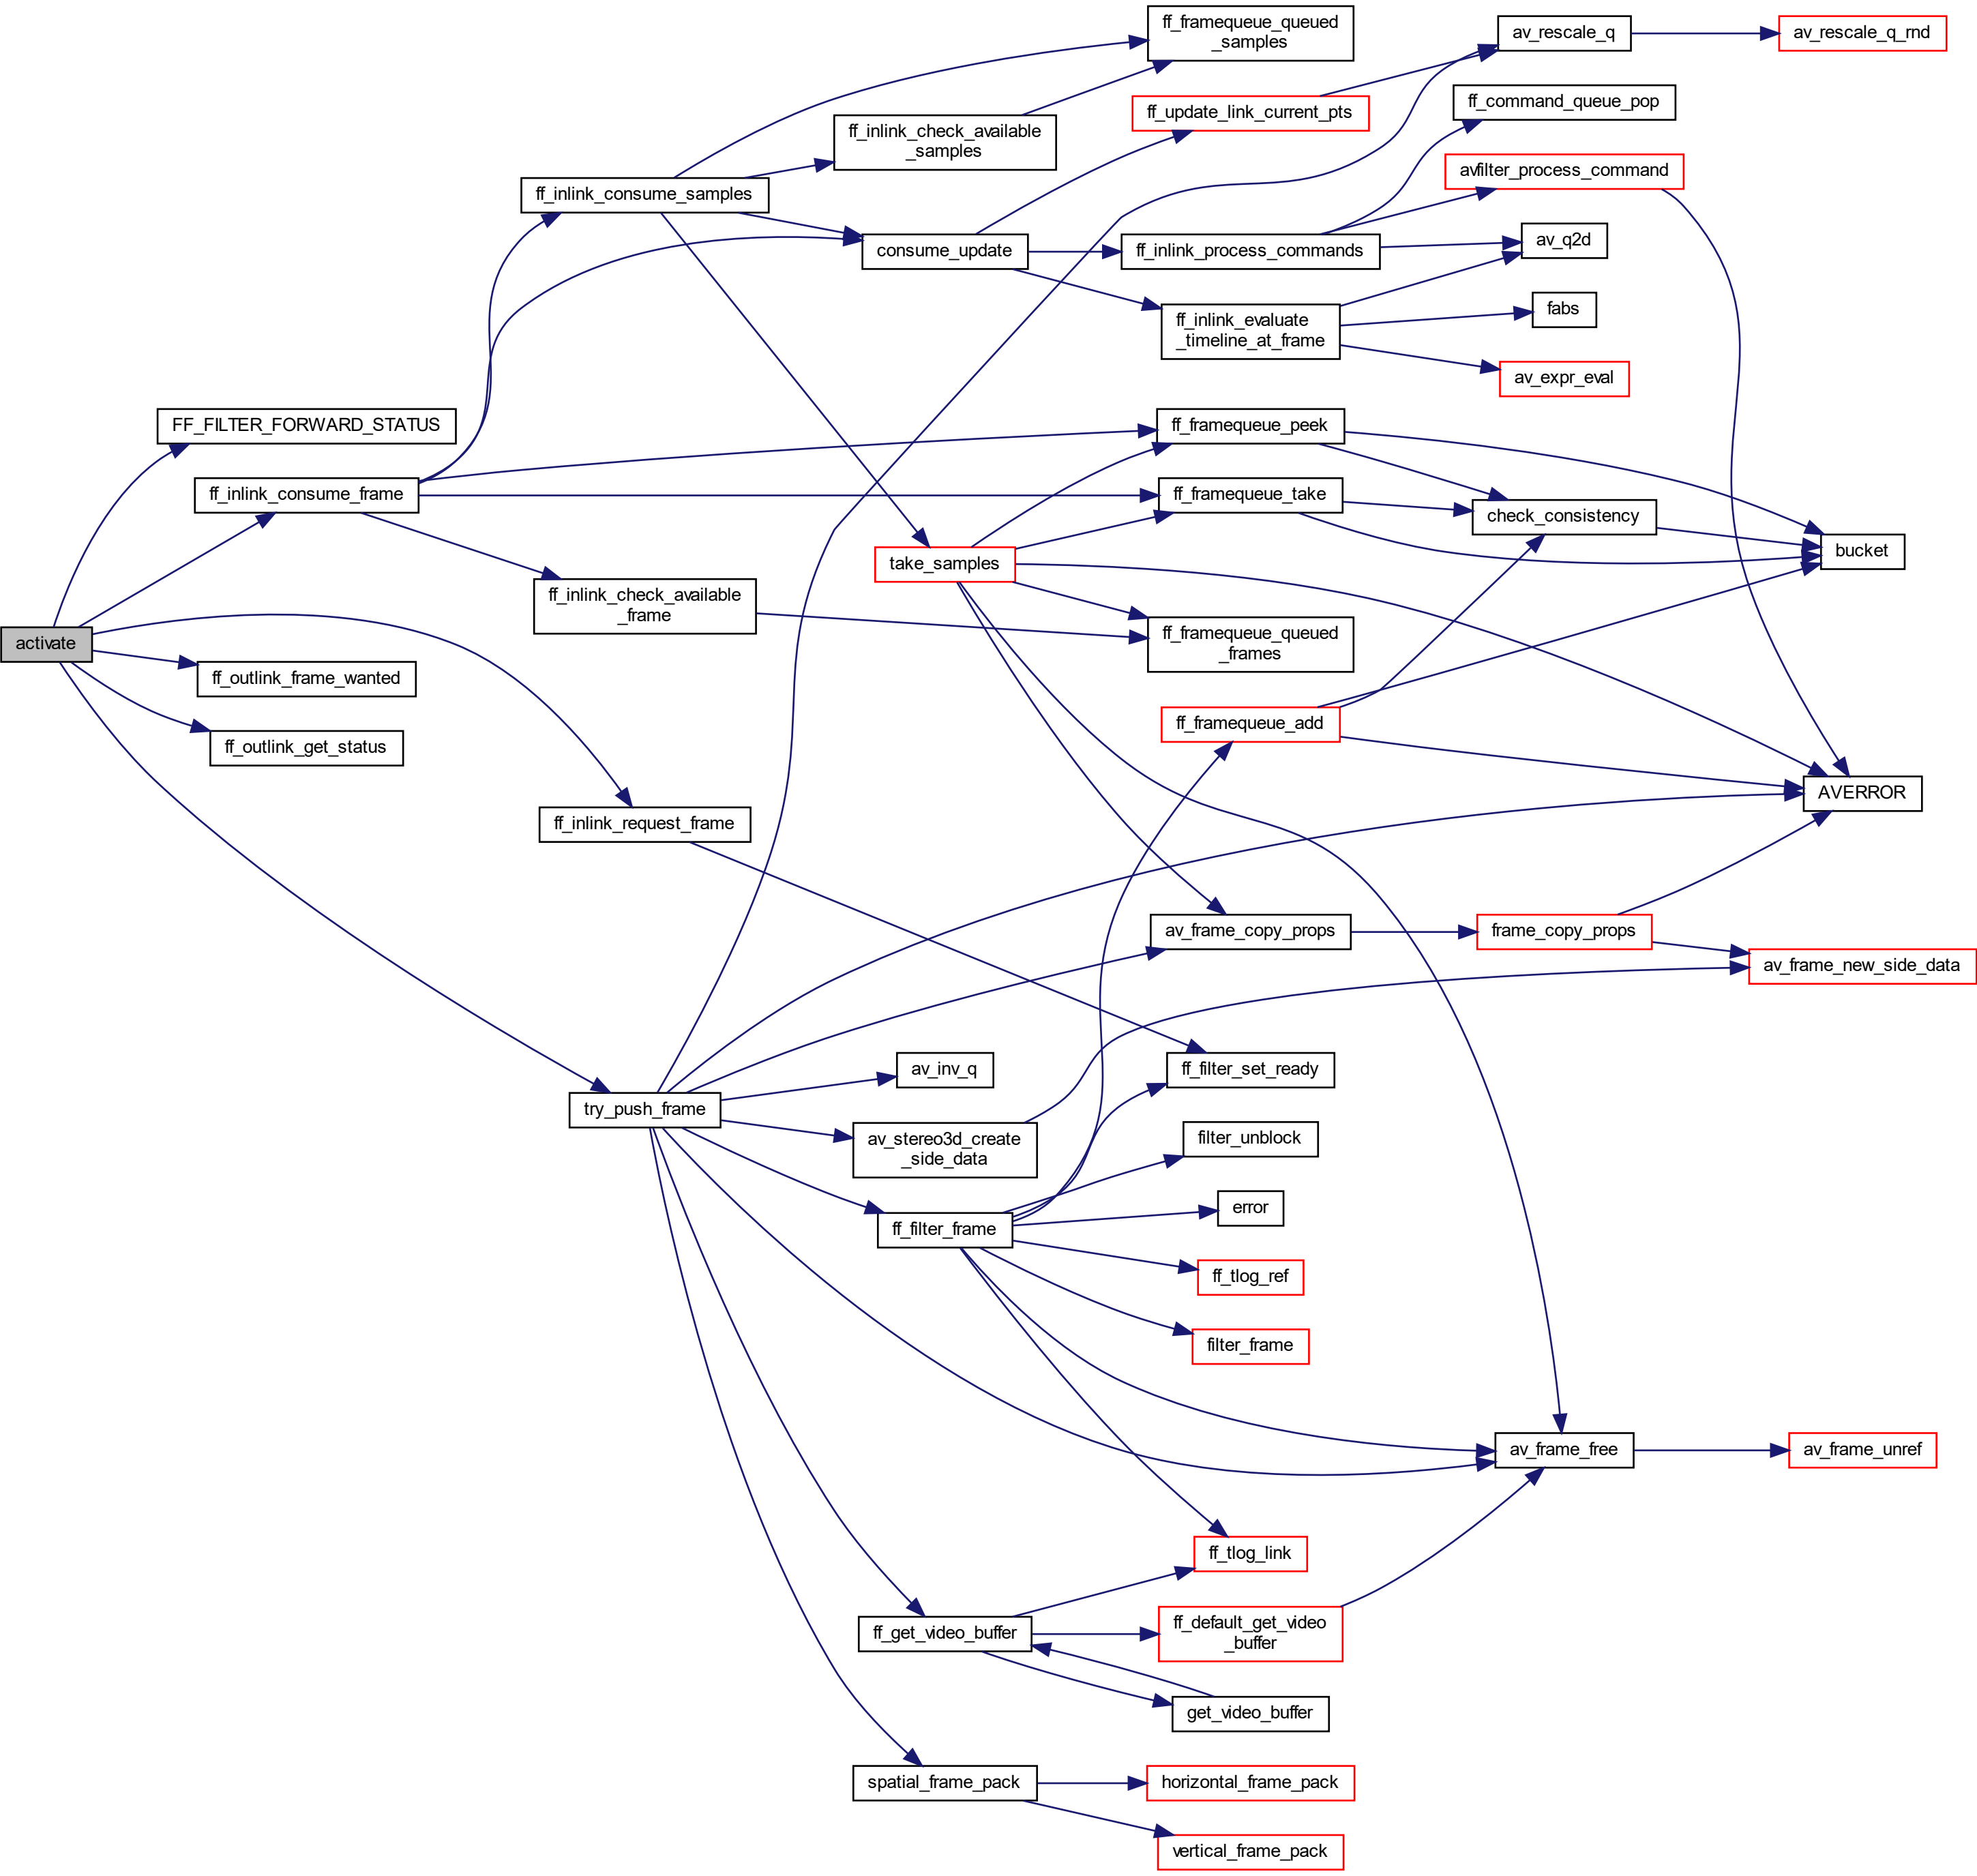 activate
FF_FILTER_FORWARD_STATUS
ff_inlink_consume_frame
ff_outlink_frame_wanted
ff_outlink_get_status
ff_inlink_consume_samples
ff_inlink_check_available
_frame
ff_inlink_request_frame
try_push_frame
ff_inlink_check_available
_samples
consume_update
take_samples
av_inv_q
av_stereo3d_create
_side_data
ff_filter_frame
ff_get_video_buffer
spatial_frame_pack
ff_framequeue_queued
_samples
ff_update_link_current_pts
ff_inlink_process_commands
ff_inlink_evaluate
_timeline_at_frame
ff_framequeue_peek
ff_framequeue_take
ff_framequeue_queued
_frames
ff_framequeue_add
av_frame_copy_props
ff_filter_set_ready
filter_unblock
error
ff_tlog_ref
filter_frame
ff_tlog_link
ff_default_get_video
_buffer
get_video_buffer
horizontal_frame_pack
vertical_frame_pack
av_rescale_q
ff_command_queue_pop
avfilter_process_command
av_q2d
fabs
av_expr_eval
check_consistency
frame_copy_props
av_frame_free
av_rescale_q_rnd
bucket
AVERROR
av_frame_new_side_data
av_frame_unref